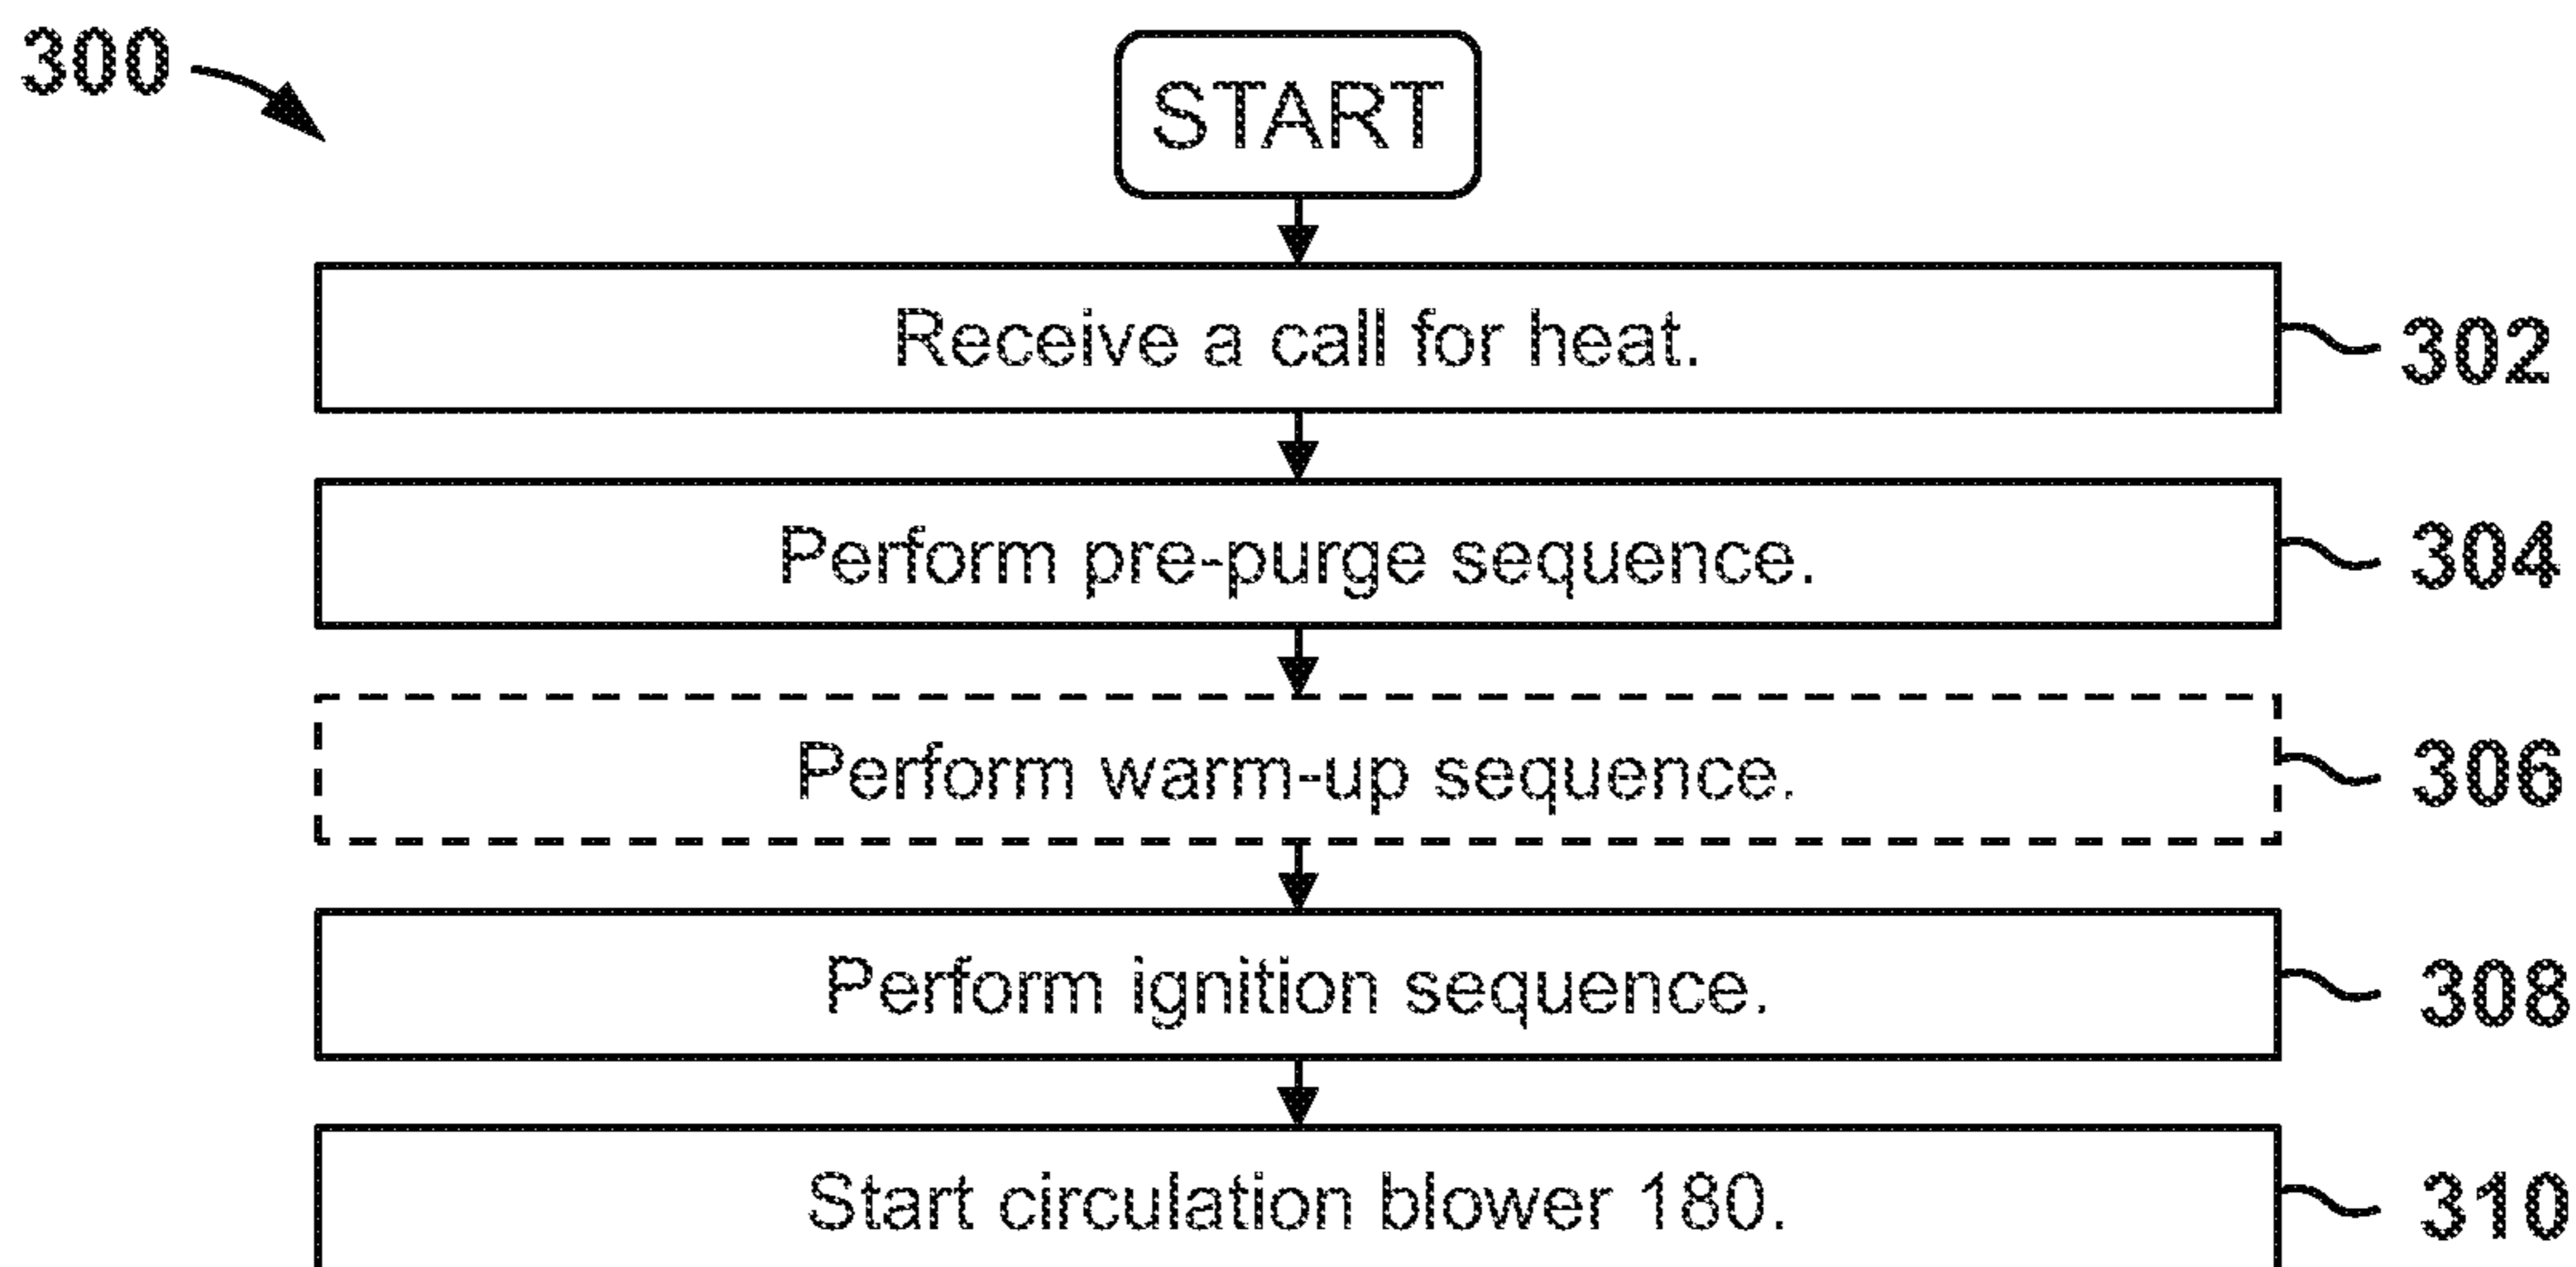 300
START
Receive a call for heat.
302
Perform pre-purge sequence.
304
Perform warm-up sequence.
306
Perform ignition sequence.
308
Start circulation blower 180.
310